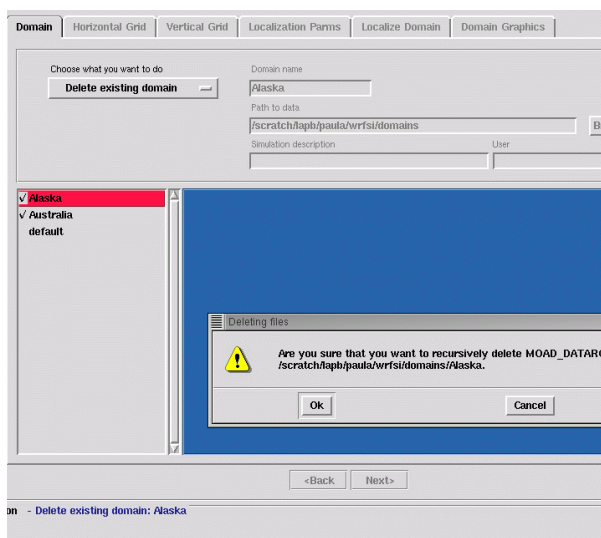 Domain Horizontal Grid Vertical Grid Localization Parms Localize Domain Domain Graphics
Choose what you want to do
Delete existing domain
Domain name
Alaska
Path to data
/scratch/lapb/paula/wrfsi/domains
B
Simulation description User
√ Alaska
√ Australia
default
Deleting files
Are you sure that you want to recursively delete MOAD_DATARO
/scratch/lapb/paula/wrfsi/domains/Alaska.
Ok Cancel
<Back Next>
on - Delete existing domain: Alaska